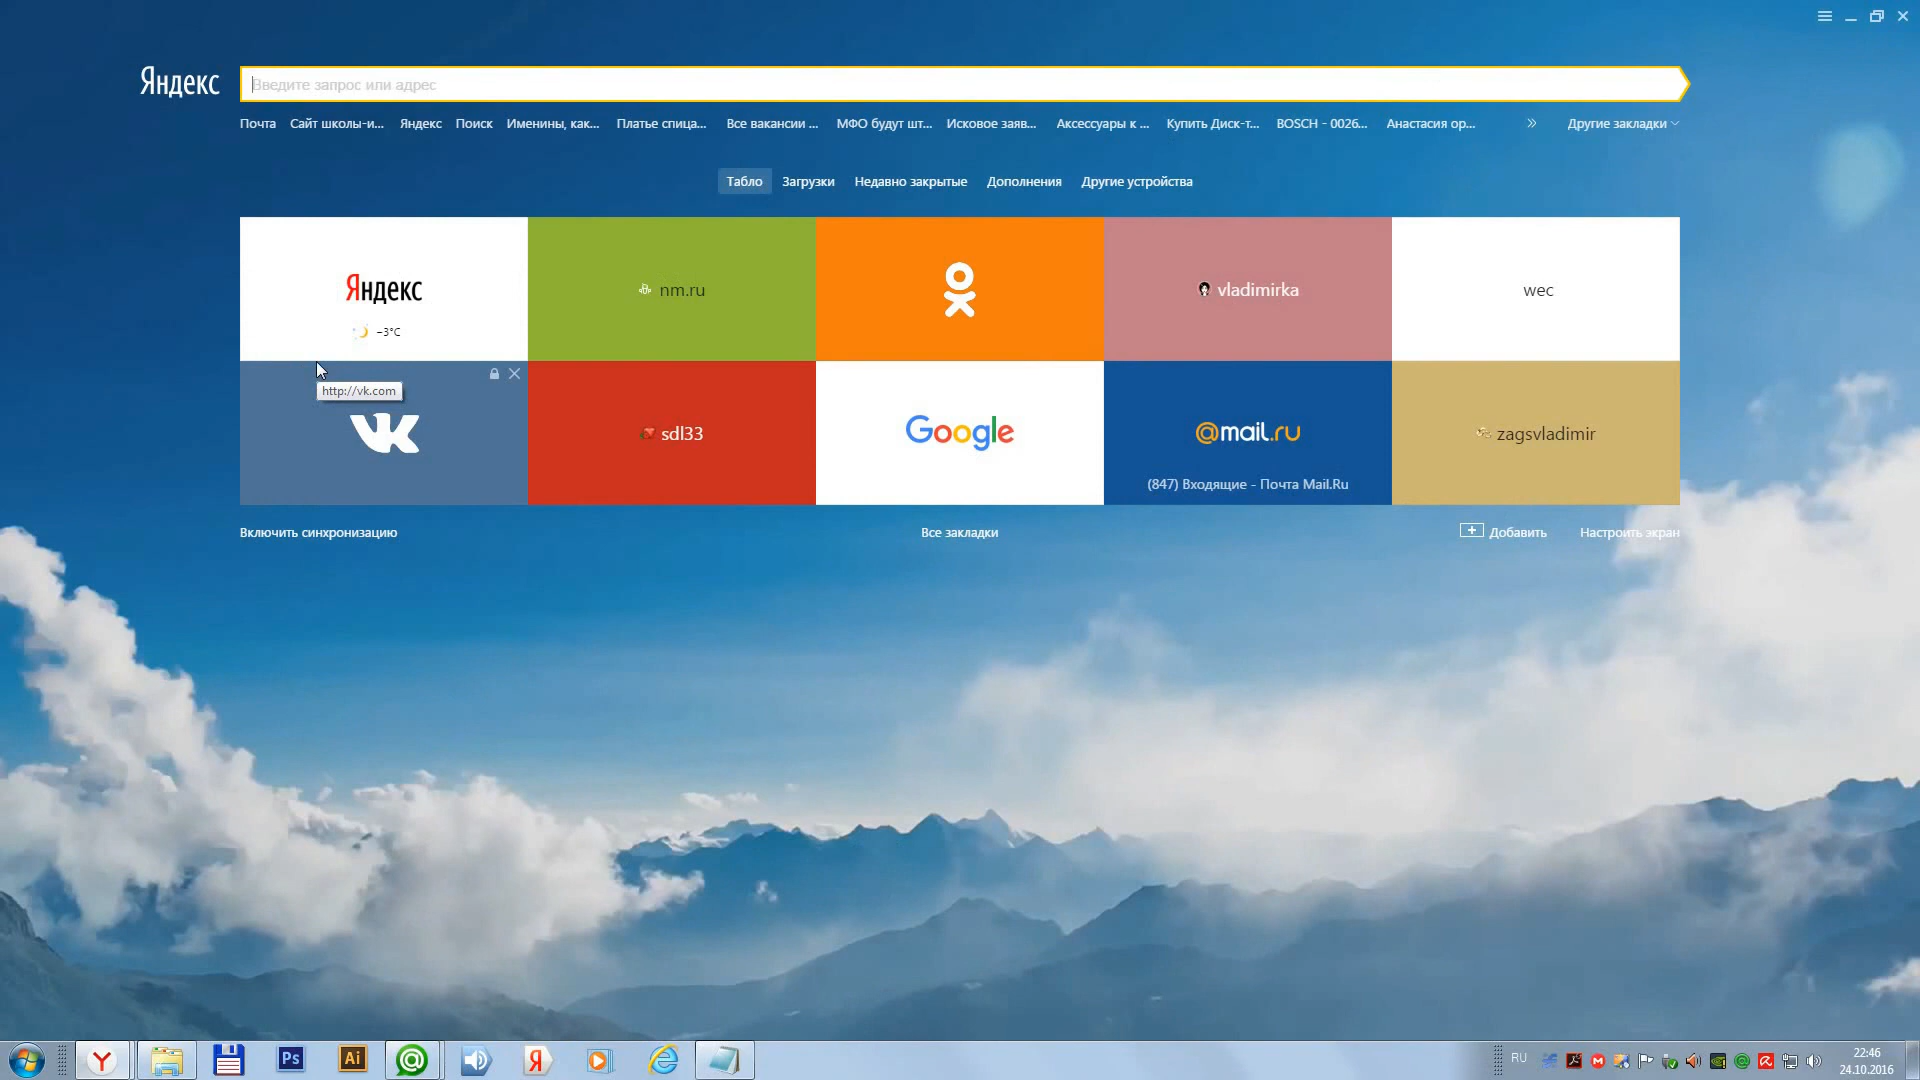 Яндекс
Введите запрос или адрес
Почта Сайт школы-и... Яндекс Поиск Именины, как... Платье спица... Все вакансии ... МФО будут шт... Исковое заяв... Аксессуары к ... Купить Диск-т... BOSCH - 0026... Анастасия ор... » Другие закладки
Табло Загрузки Недавно закрытые Дополнения Другие устройства
Яндекс
−3°C
nm.ru
vladimirka
wec
http://vk.com
VK
sdl33
Google
@mail.ru
(847) Входящие - Почта Mail.Ru
zagsvladimir
Включить синхронизацию Все закладки Добавить Настроить экран
Y Ps Ai @ Я RU
22:46
24.10.2016